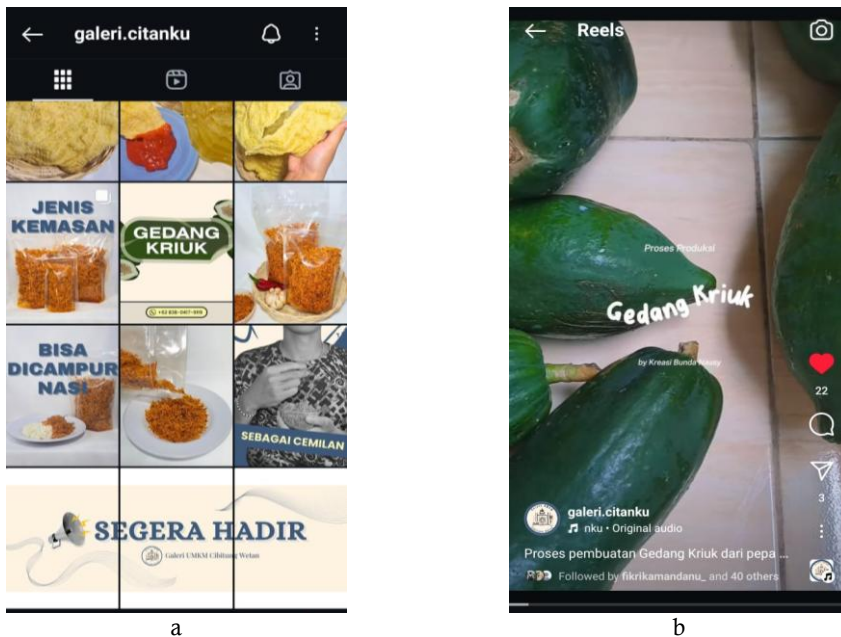 galeri.citanku
JENIS
KEMASAN
GEDANG
KRIUK
BISA
DICAMPUR
NASI
SEBAGAI CEMILAN
SEGERA HADIR
Galeri UMKM Cibitung Wetan
a
Reels
Proses Produksi
Gedang Kriuk
by Kreasi Bunda
22
3
galeri.citanku
nku • Original audio
Proses pembuatan Gedang Kriuk dari pepa ...
Followed by fikrikamandanu_ and 40 others
b